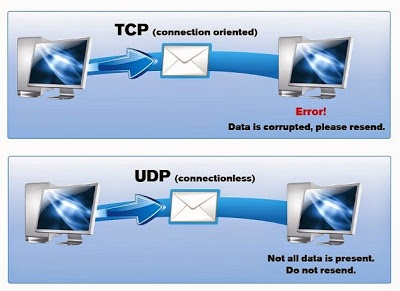 TCP (connection oriented)
Error!
Data is corrupted, please resend.
UDP (connectionless)
Not all data is present.
Do not resend.